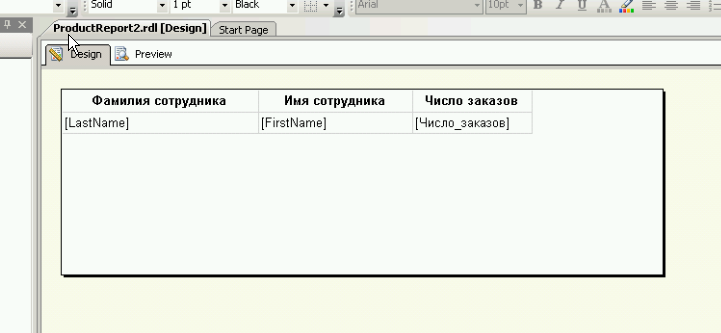 Solid 1 pt Black Arial 10pt B I U A
ProductReport2.rdl [Design] Start Page
Design Preview
Фамилия сотрудника Имя сотрудника Число заказов
[LastName] [FirstName] [Число_заказов]